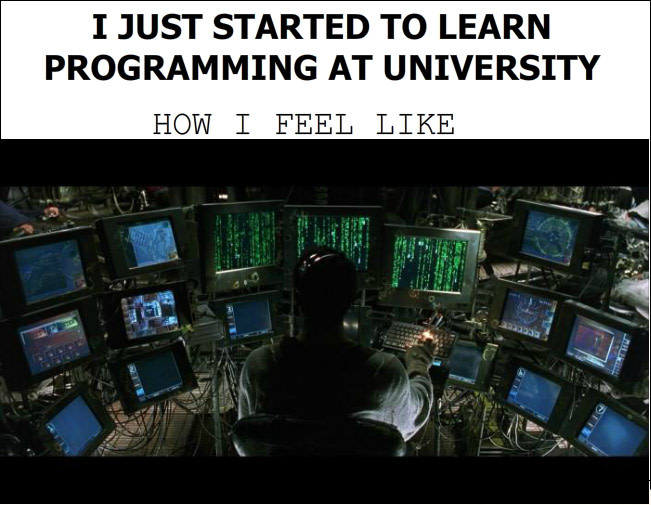 I JUST STARTED TO LEARN
PROGRAMMING AT UNIVERSITY
HOW I FEEL LIKE